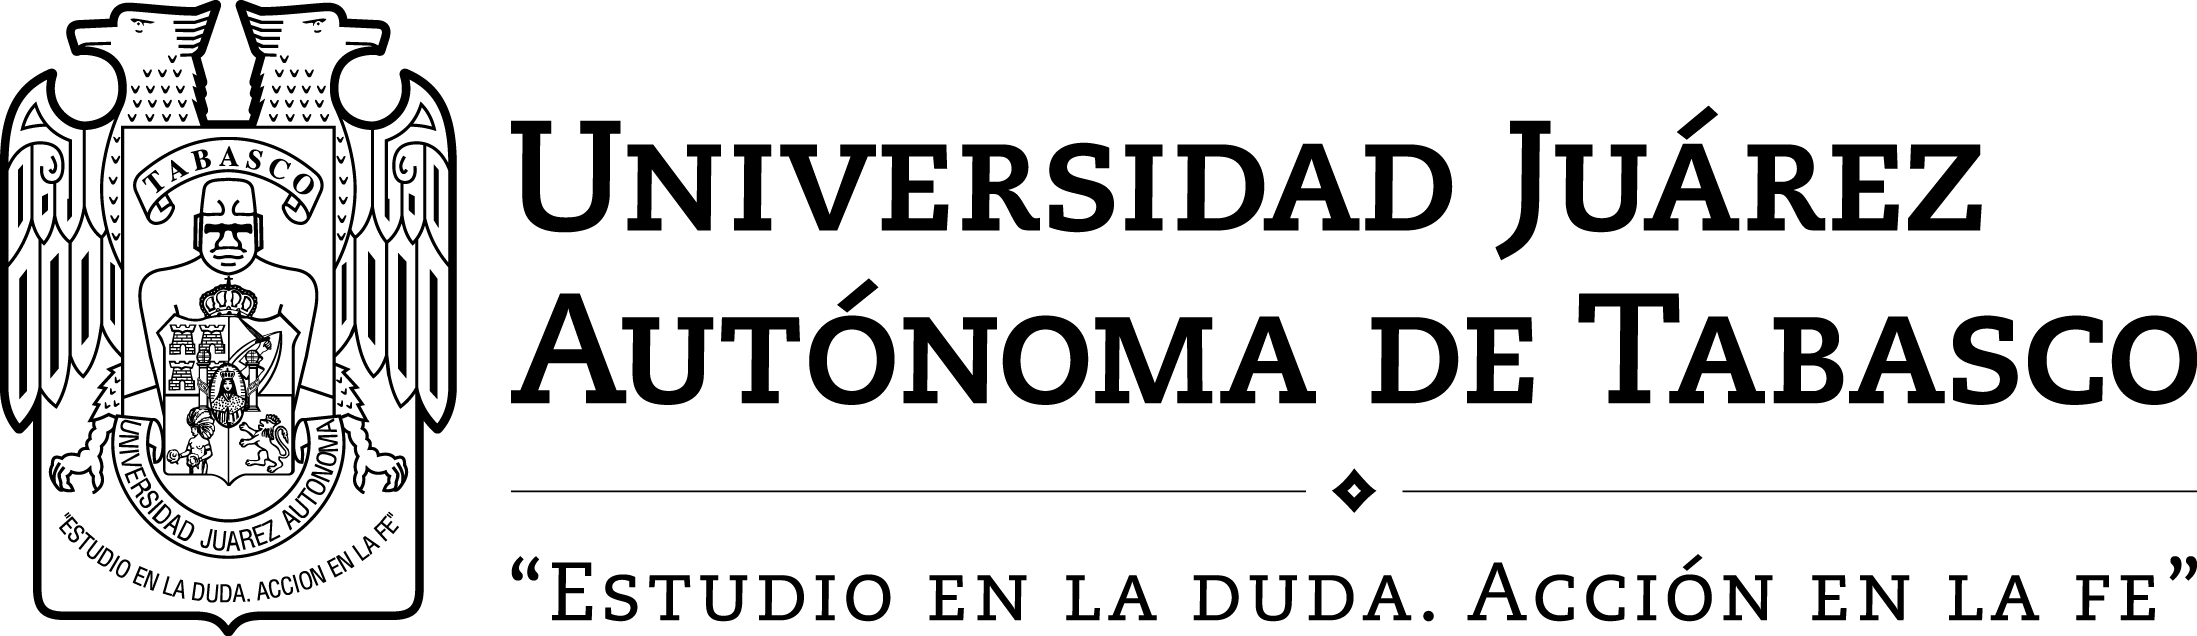 TABASCO
UNIVERSIDAD JUAREZ AUTONOMA
"ESTUDIO EN LA DUDA. ACCION EN LA FE"
UNIVERSIDAD JUÁREZ
AUTÓNOMA DE TABASCO
“ESTUDIO EN LA DUDA. ACCIÓN EN LA FE”